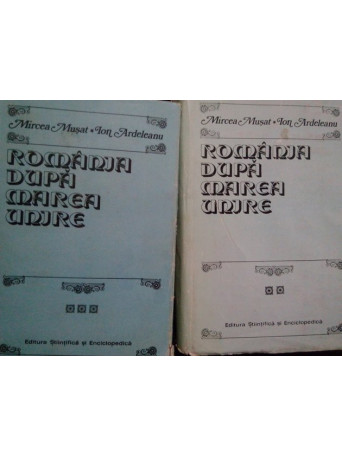 Mircea Mușat • Ion Ardeleanu
ROMÂNIA
DUPĂ
MAREA
UNIRE
Editura Științifică și Enciclopedică
Mircea Mușat • Ion Ardeleanu
ROMÂNIA
DUPĂ
MAREA
UNIRE
Editura Științifică și Enciclopedică